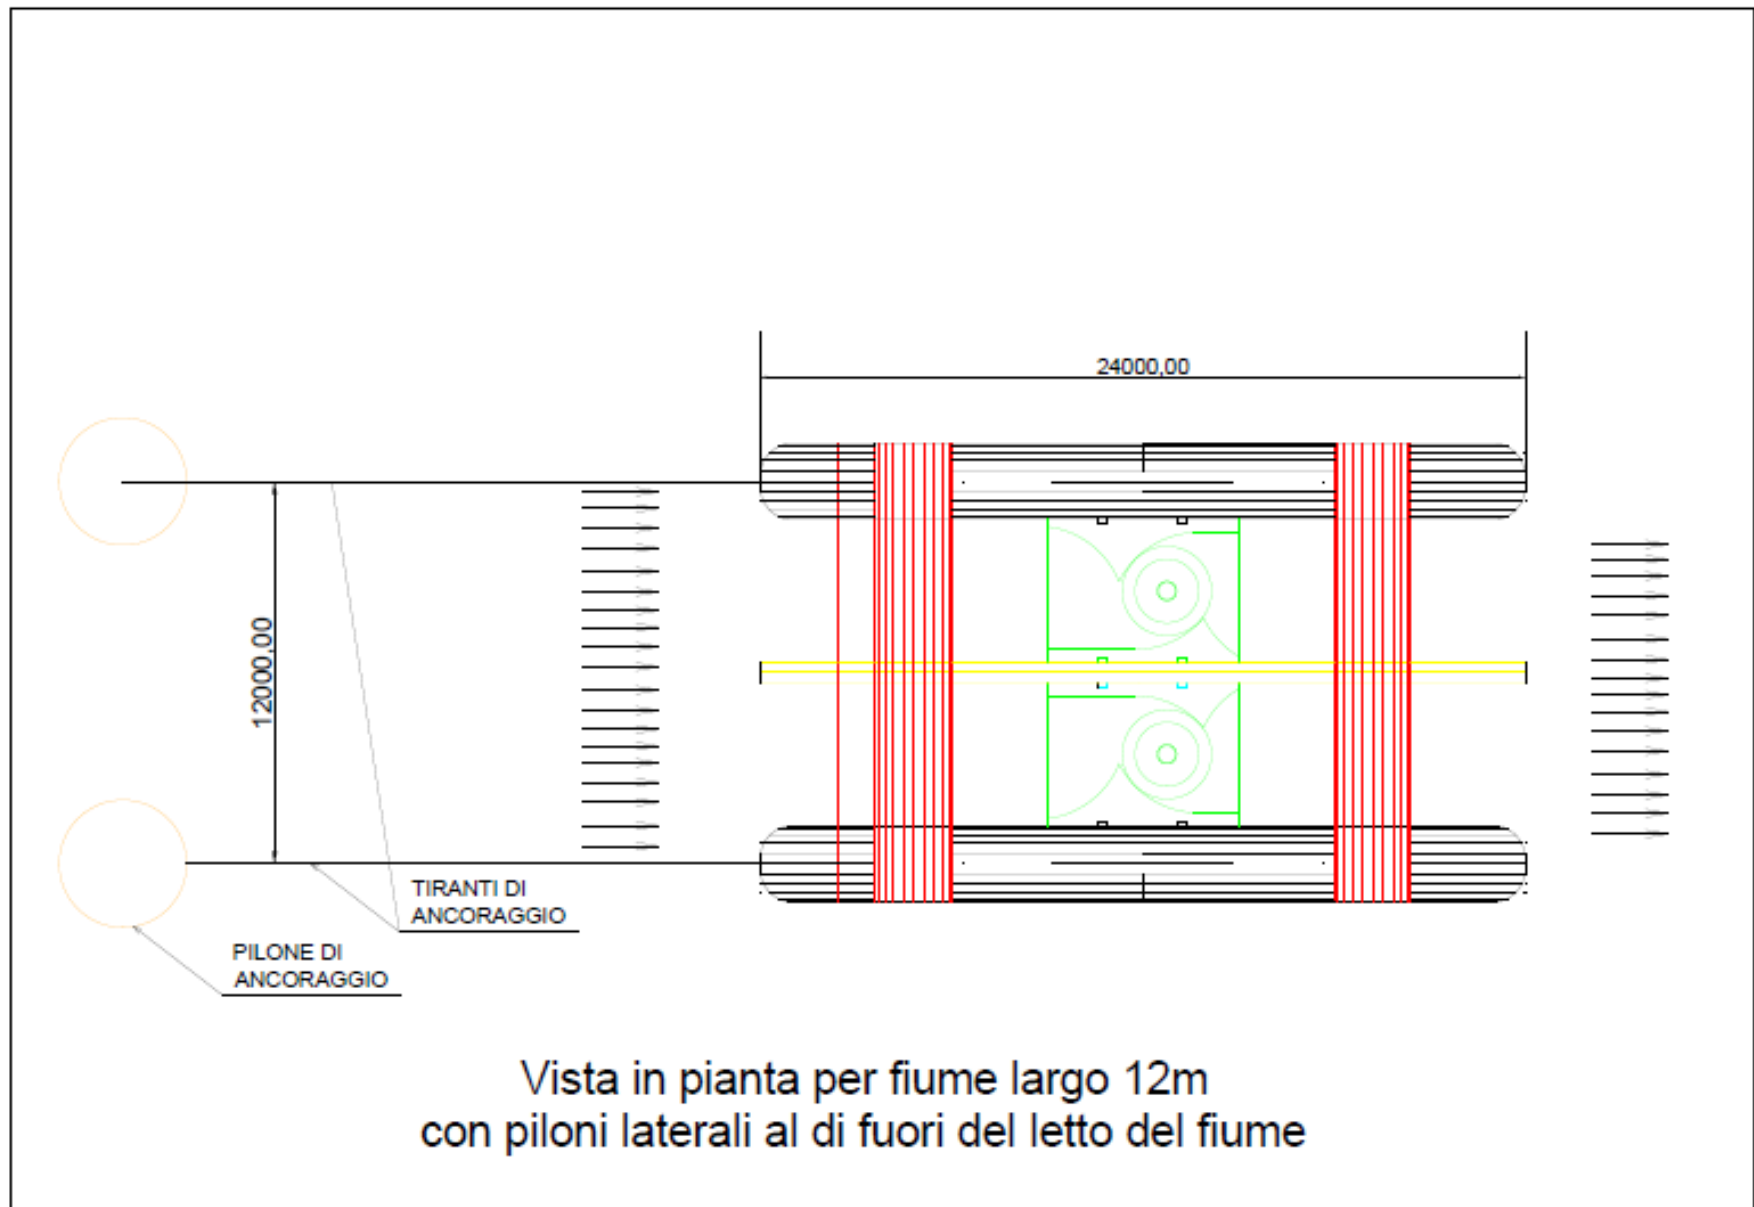 24000,00
12000,00
TIRANTI DI
ANCORAGGIO
PILONE DI
ANCORAGGIO
Vista in pianta per fiume largo 12m
con piloni laterali al di fuori del letto del fiume